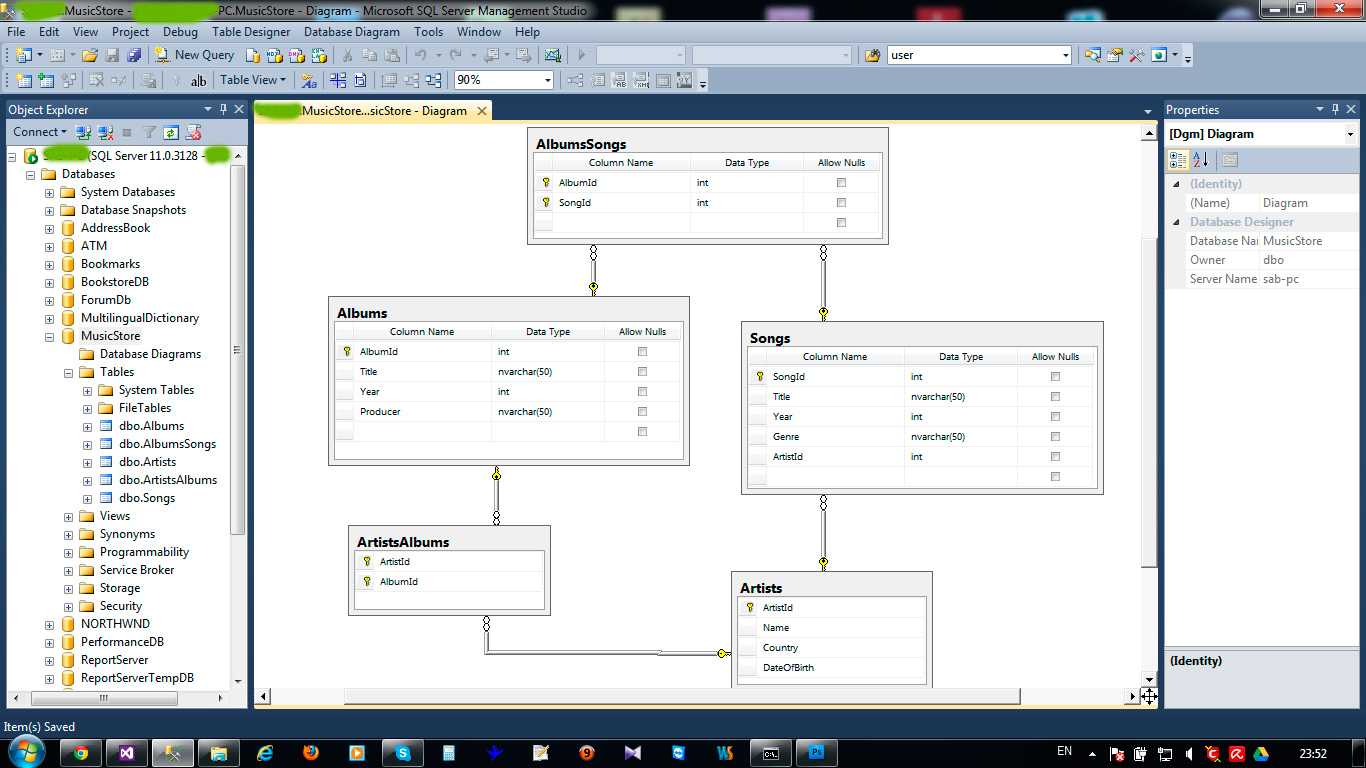 .MusicStore -
PC.MusicStore - Diagram - Microsoft SQL Server Management Studio
File Edit View Project Debug Table Designer Database Diagram Tools Window Help
New Query
user
ab|
Table View
90%
Object Explorer
Connect
(SQL Server 11.0.3128 -
Databases
System Databases
Database Snapshots
AddressBook
ATM
Bookmarks
BookstoreDB
ForumDb
MultilingualDictionary
MusicStore
Database Diagrams
Tables
System Tables
FileTables
dbo.Albums
dbo.AlbumsSongs
dbo.Artists
dbo.ArtistsAlbums
dbo.Songs
Views
Synonyms
Programmability
Service Broker
Storage
Security
NORTHWND
PerformanceDB
ReportServer
ReportServerTempDB
.MusicStore...sicStore - Diagram
AlbumsSongs
Column Name Data Type Allow Nulls
AlbumId int
SongId int
Albums
Column Name Data Type Allow Nulls
AlbumId int
Title nvarchar(50)
Year int
Producer nvarchar(50)
Songs
Column Name Data Type Allow Nulls
SongId int
Title nvarchar(50)
Year int
Genre nvarchar(50)
ArtistId int
ArtistsAlbums
ArtistId
AlbumId
Artists
ArtistId
Name
Country
DateOfBirth
Properties
[Dgm] Diagram
(Identity)
(Name) Diagram
Database Designer
Database Nar MusicStore
Owner dbo
Server Name sab-pc
(Identity)
Item(s) Saved
EN
23:52